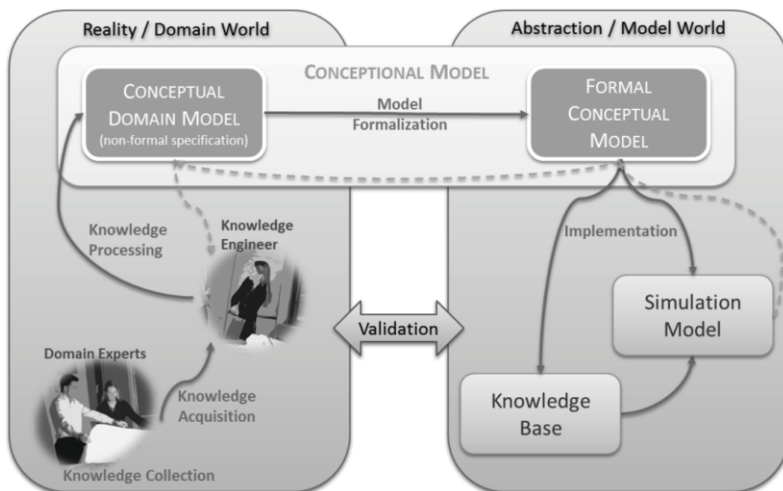 Reality / Domain World
Abstraction / Model World
CONCEPTIONAL MODEL
CONCEPTUAL
DOMAIN MODEL
(non-formal specification)
Model
Formalization
FORMAL
CONCEPTUAL
MODEL
Knowledge
Processing
Knowledge
Engineer
Implementation
Validation
Simulation
Model
Domain Experts
Knowledge
Acquisition
Knowledge
Base
Knowledge Collection